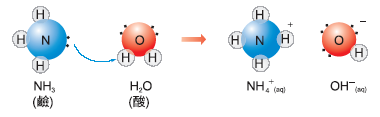 H N H H O H H H N H + H H O H −
NH₃ H₂O NH₄⁺(aq) OH⁻(aq)
(鹼) (酸)